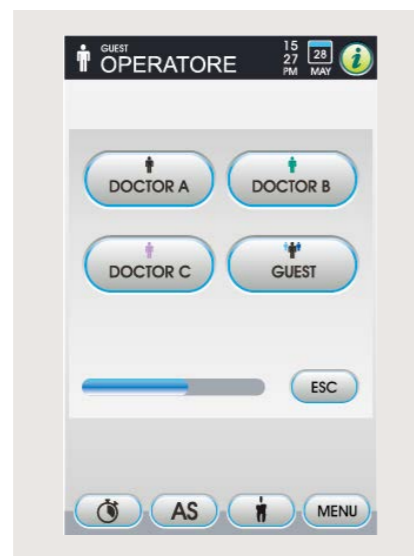 GUEST
OPERATORE
15
27
PM
28
MAY
i
DOCTOR A
DOCTOR B
DOCTOR C
GUEST
ESC
AS
MENU